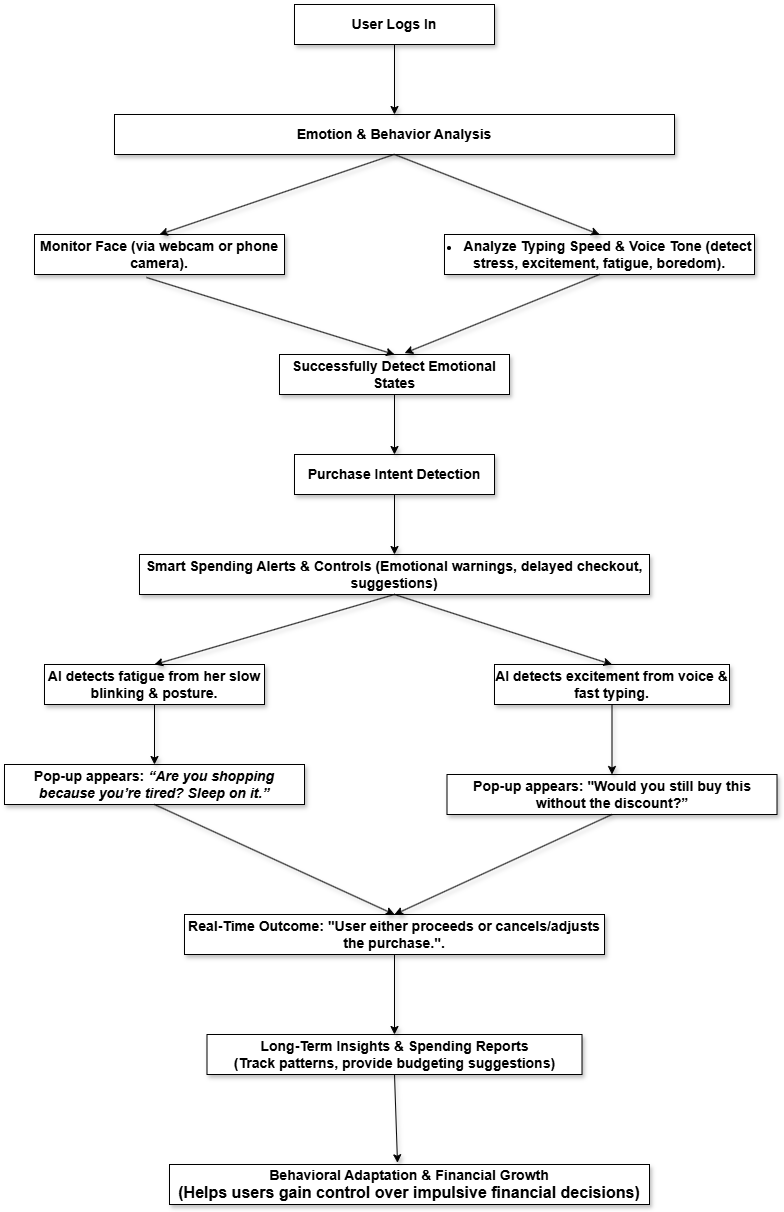 User Logs In
Emotion & Behavior Analysis
Monitor Face (via webcam or phone
camera).
• Analyze Typing Speed & Voice Tone (detect
stress, excitement, fatigue, boredom).
Successfully Detect Emotional
States
Purchase Intent Detection
Smart Spending Alerts & Controls (Emotional warnings, delayed checkout,
suggestions)
AI detects fatigue from her slow
blinking & posture.
AI detects excitement from voice &
fast typing.
Pop-up appears: “Are you shopping
because you’re tired? Sleep on it.”
Pop-up appears: "Would you still buy this
without the discount?”
Real-Time Outcome: "User either proceeds or cancels/adjusts
the purchase.".
Long-Term Insights & Spending Reports
(Track patterns, provide budgeting suggestions)
Behavioral Adaptation & Financial Growth
(Helps users gain control over impulsive financial decisions)